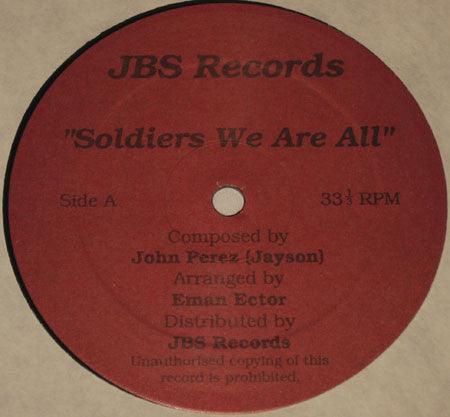 JBS Records
"Soldiers We Are All"
Side A
33⅓ RPM
Composed by
John Perez (Jayson)
Arranged by
Eman Ector
Distributed by
JBS Records
Unauthorised copying of this
record is prohibited.